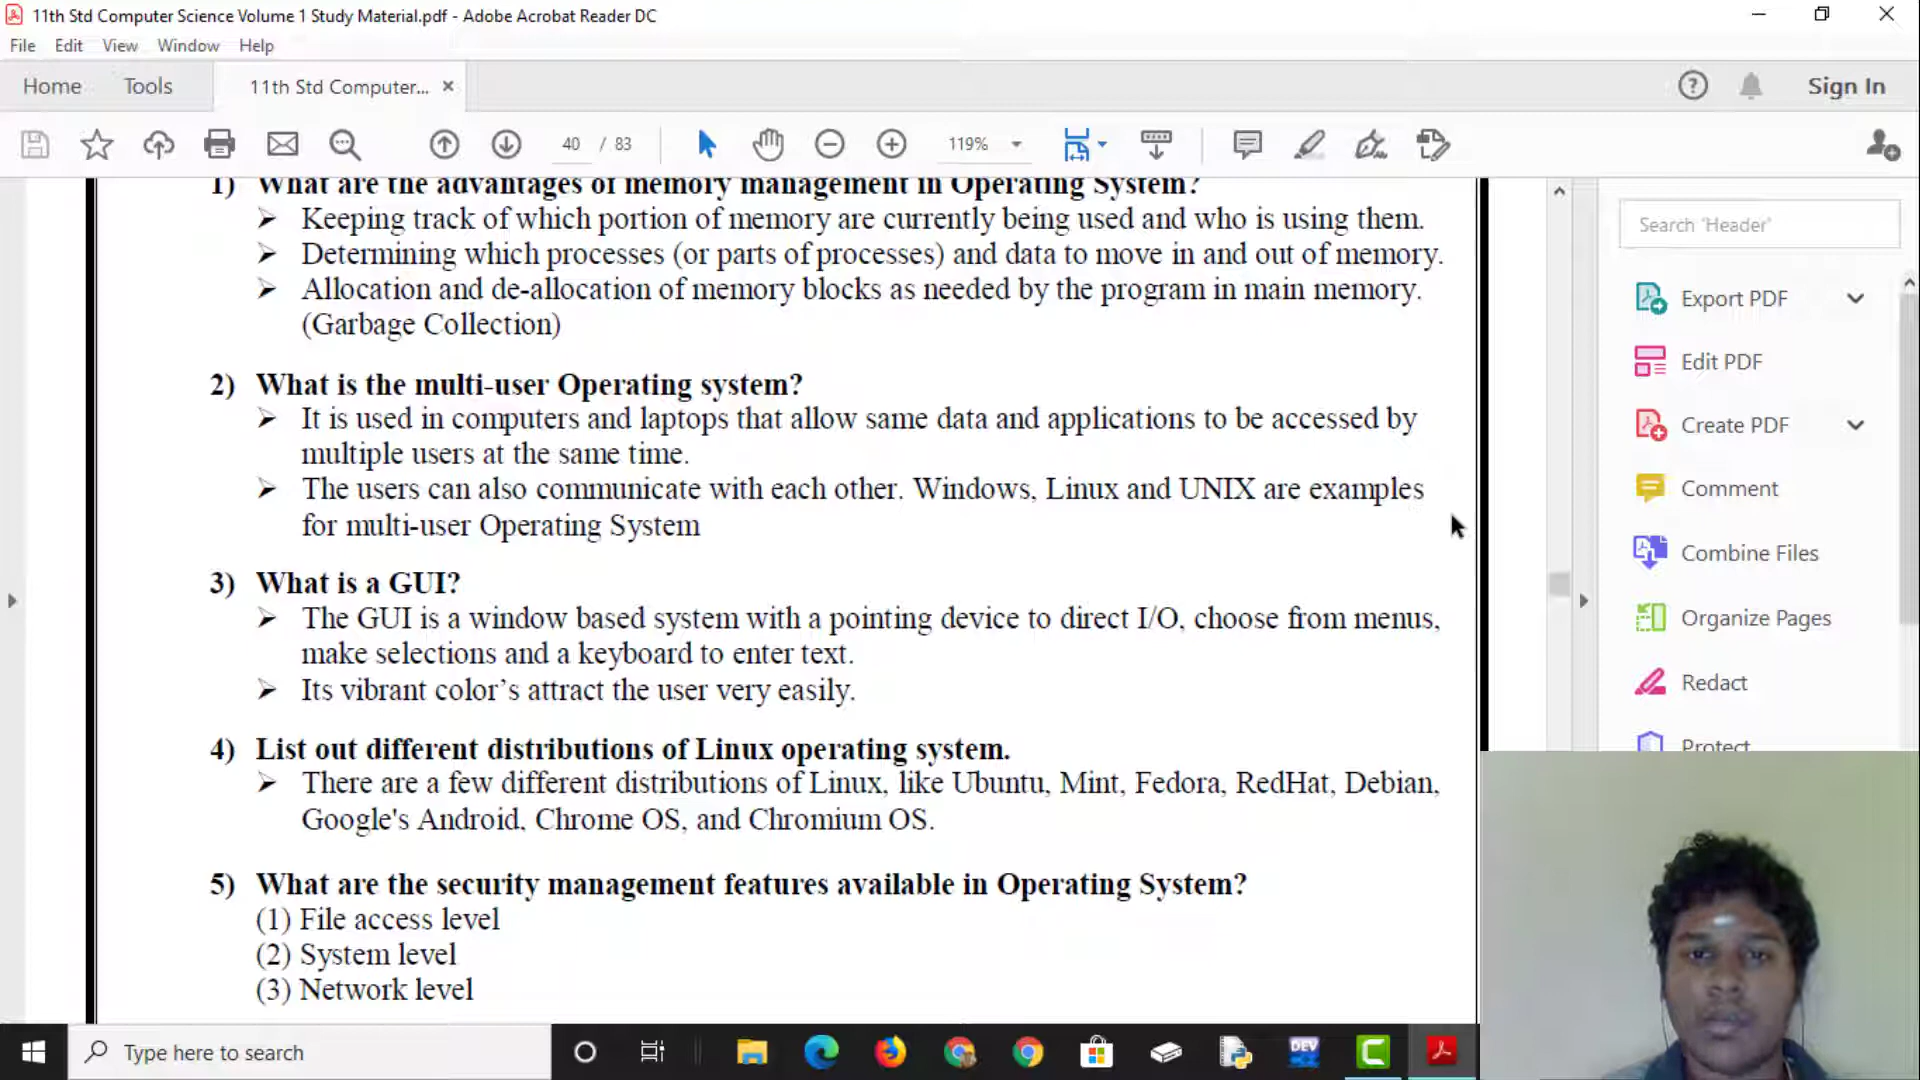 11th Std Computer Science Volume 1 Study Material.pdf - Adobe Acrobat Reader DC
File Edit View Window Help
Home Tools 11th Std Computer... × Sign In
40 / 83 119%
1) What are the advantages of memory management in Operating System?
➢ Keeping track of which portion of memory are currently being used and who is using them.
➢ Determining which processes (or parts of processes) and data to move in and out of memory.
➢ Allocation and de-allocation of memory blocks as needed by the program in main memory.
(Garbage Collection)
2) What is the multi-user Operating system?
➢ It is used in computers and laptops that allow same data and applications to be accessed by
multiple users at the same time.
➢ The users can also communicate with each other. Windows, Linux and UNIX are examples
for multi-user Operating System
3) What is a GUI?
➢ The GUI is a window based system with a pointing device to direct I/O, choose from menus,
make selections and a keyboard to enter text.
➢ Its vibrant color’s attract the user very easily.
4) List out different distributions of Linux operating system.
➢ There are a few different distributions of Linux, like Ubuntu, Mint, Fedora, RedHat, Debian,
Google's Android, Chrome OS, and Chromium OS.
5) What are the security management features available in Operating System?
(1) File access level
(2) System level
(3) Network level
Search 'Header'
Export PDF
Edit PDF
Create PDF
Comment
Combine Files
Organize Pages
Redact
Protect
Type here to search
DEV